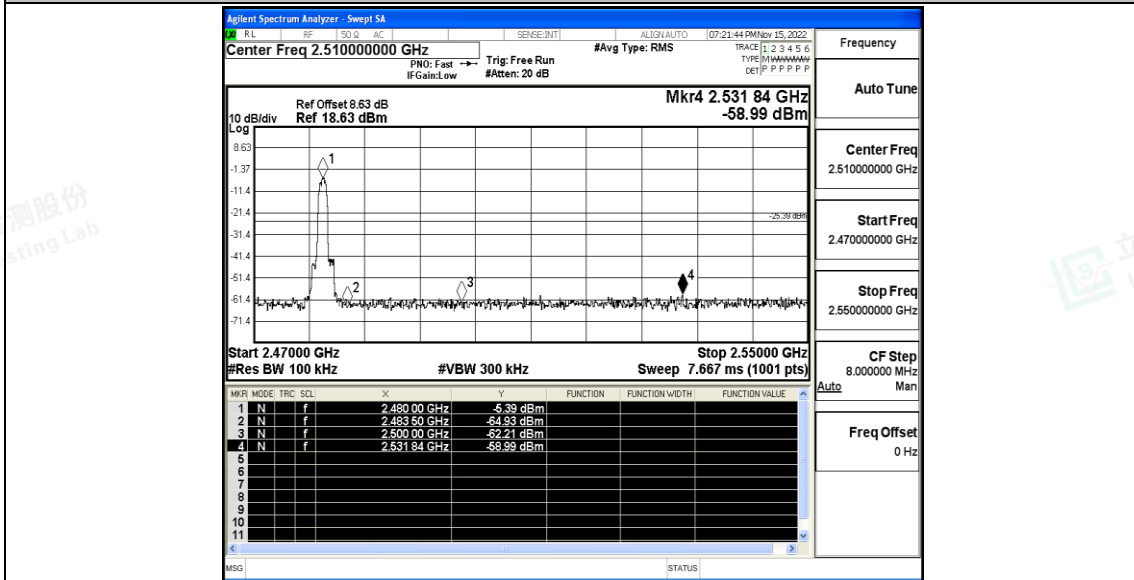 Agilent Spectrum Analyzer - Swept SA
LXI RL RF 50 Ω AC SENSE:INT ALIGN AUTO 07:21:44 PM Nov 15, 2022
Center Freq 2.510000000 GHz
PNO: Fast
IFGain:Low
Trig: Free Run
#Atten: 20 dB
#Avg Type: RMS
TRACE 1 2 3 4 5 6
TYPE M
DET P P P P P P
Ref Offset 8.63 dB
10 dB/div Ref 18.63 dBm
Log
Mkr4 2.531 84 GHz
-58.99 dBm
8.63
-1.37
-11.4
-21.4
-31.4
-41.4
-51.4
-61.4
-71.4
1
2
3
4
-25.39 dBm
Start 2.47000 GHz Stop 2.55000 GHz
#Res BW 100 kHz #VBW 300 kHz Sweep 7.667 ms (1001 pts)
MKR MODE TRC SCL X Y FUNCTION FUNCTION WIDTH FUNCTION VALUE
1 N f 2.480 00 GHz -5.39 dBm
2 N f 2.483 50 GHz -64.93 dBm
3 N f 2.500 00 GHz -62.21 dBm
4 N f 2.531 84 GHz -58.99 dBm
5
6
7
8
9
10
11
MSG STATUS
Frequency
Auto Tune
Center Freq
2.510000000 GHz
Start Freq
2.470000000 GHz
Stop Freq
2.550000000 GHz
CF Step
8.000000 MHz
Auto Man
Freq Offset
0 Hz
测股份
Lab
立